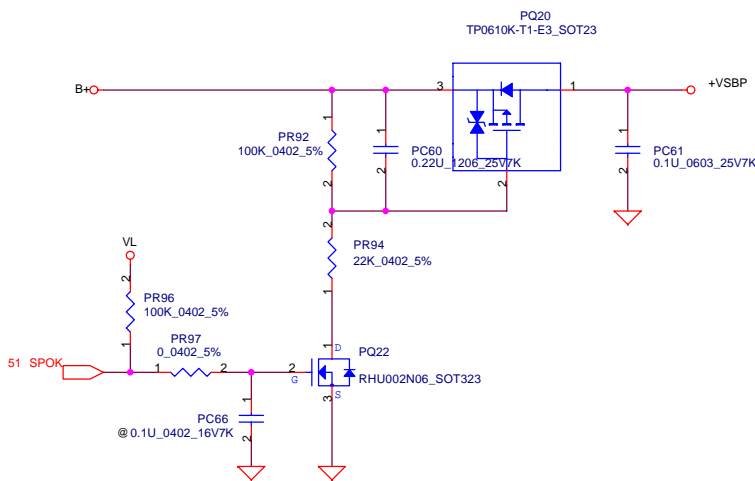 PQ20
TP0610K-T1-E3_SOT23
B+
3
1
+VSBP
1
PR92
100K_0402_5%
2
1
PC60
0.22U_1206_25V7K
2
2
1
PC61
0.1U_0603_25V7K
2
VL
2
PR94
22K_0402_5%
1
2
PR96
100K_0402_5%
1
PR97
0_0402_5%
51 SPOK
1
2
2
G
1
D
PQ22
RHU002N06_SOT323
S
3
1
PC66
@ 0.1U_0402_16V7K
2